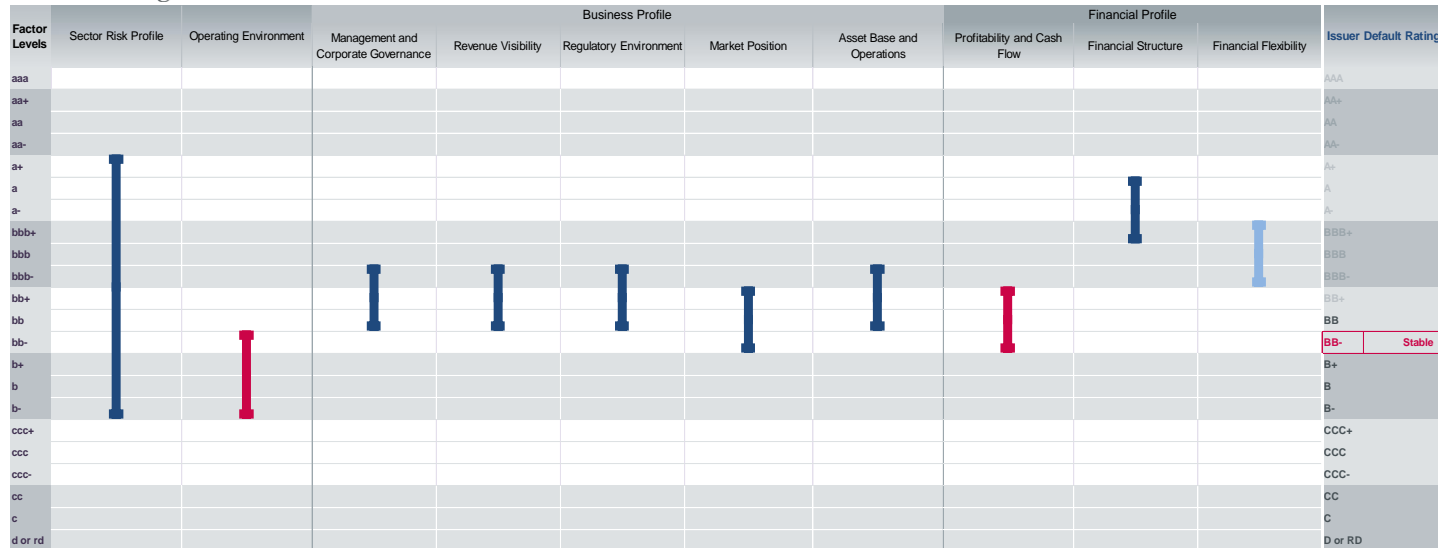 Business Profile
Financial Profile
Factor Levels
Sector Risk Profile
Operating Environment
Management and Corporate Governance
Revenue Visibility
Regulatory Environment
Market Position
Asset Base and Operations
Profitability and Cash Flow
Financial Structure
Financial Flexibility
Issuer Default Rating
aaa AAA
aa+ AA+
aa AA
aa- AA-
a+ A+
a A
a- A-
bbb+ BBB+
bbb BBB
bbb- BBB-
bb+ BB+
bb BB
bb- BB- Stable
b+ B+
b B
b- B-
ccc+ CCC+
ccc CCC
ccc- CCC-
cc CC
c C
d or rd D or RD